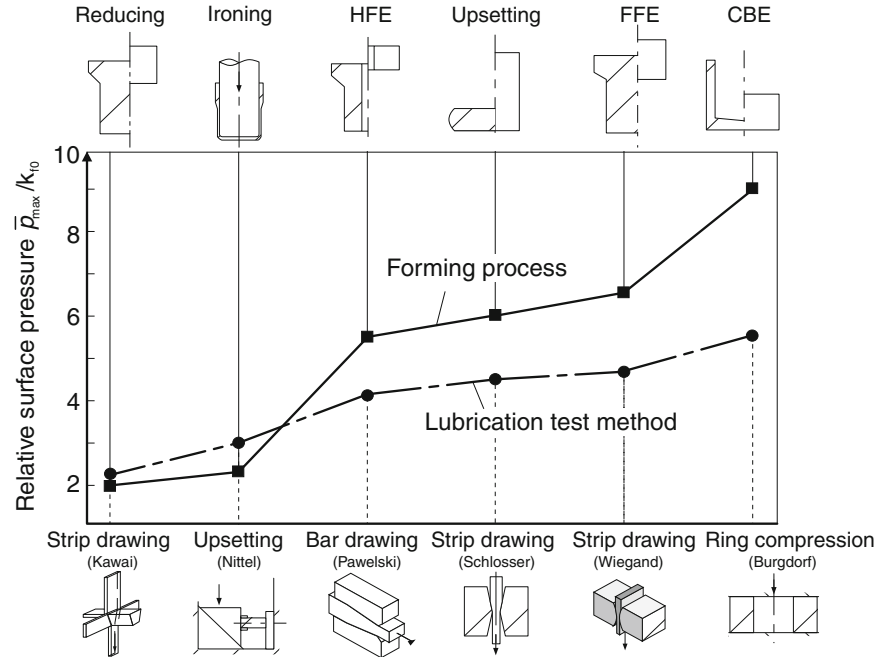 Reducing Ironing HFE Upsetting FFE CBE
10
8
6
4
2
Relative surface pressure p̅max/kf0
Forming process
Lubrication test method
Strip drawing Upsetting Bar drawing Strip drawing Strip drawing Ring compression
(Kawai) (Nittel) (Pawelski) (Schlosser) (Wiegand) (Burgdorf)